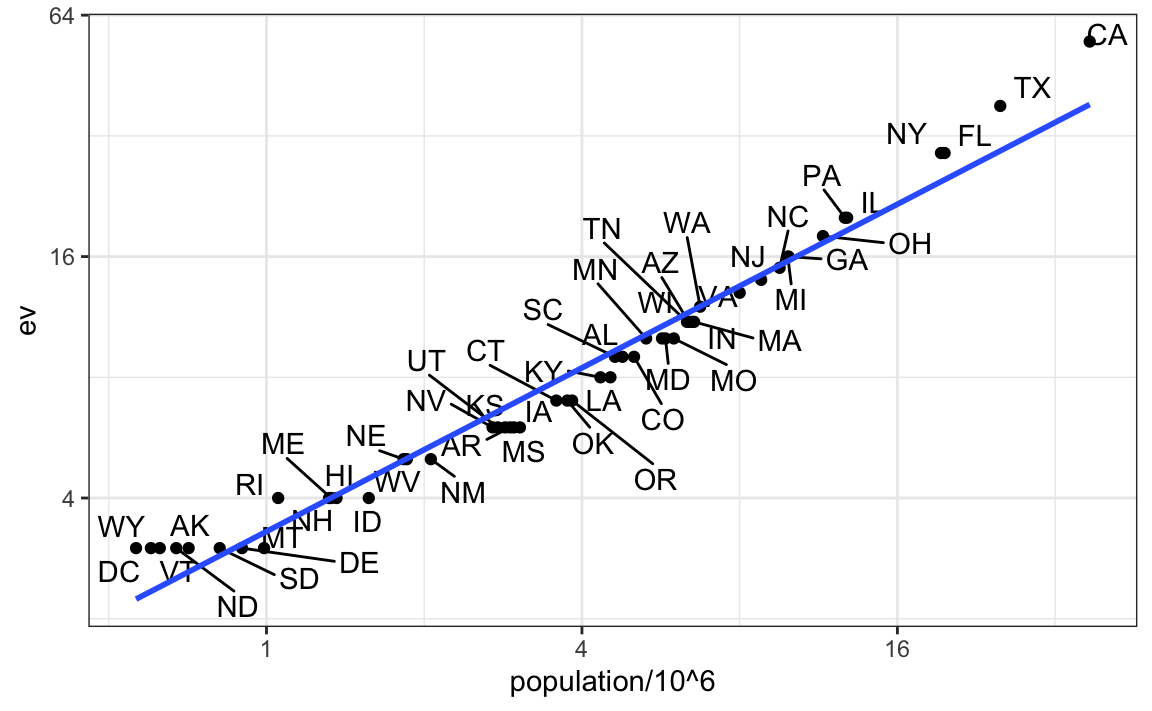 64
CA
TX
NY FL
PA
IL
WA NC
TN
OH
16
NJ GA
AZ
MN
MI
WI VA
SC
AL IN MA
CT
UT KY MD MO
NV KS IA LA
CO
ME NE AR MS OK
HI
RI WV OR
NM
4
NH ID
WY AK MT
DE
DC VT SD
ND
ev
1 4 16
population/10^6